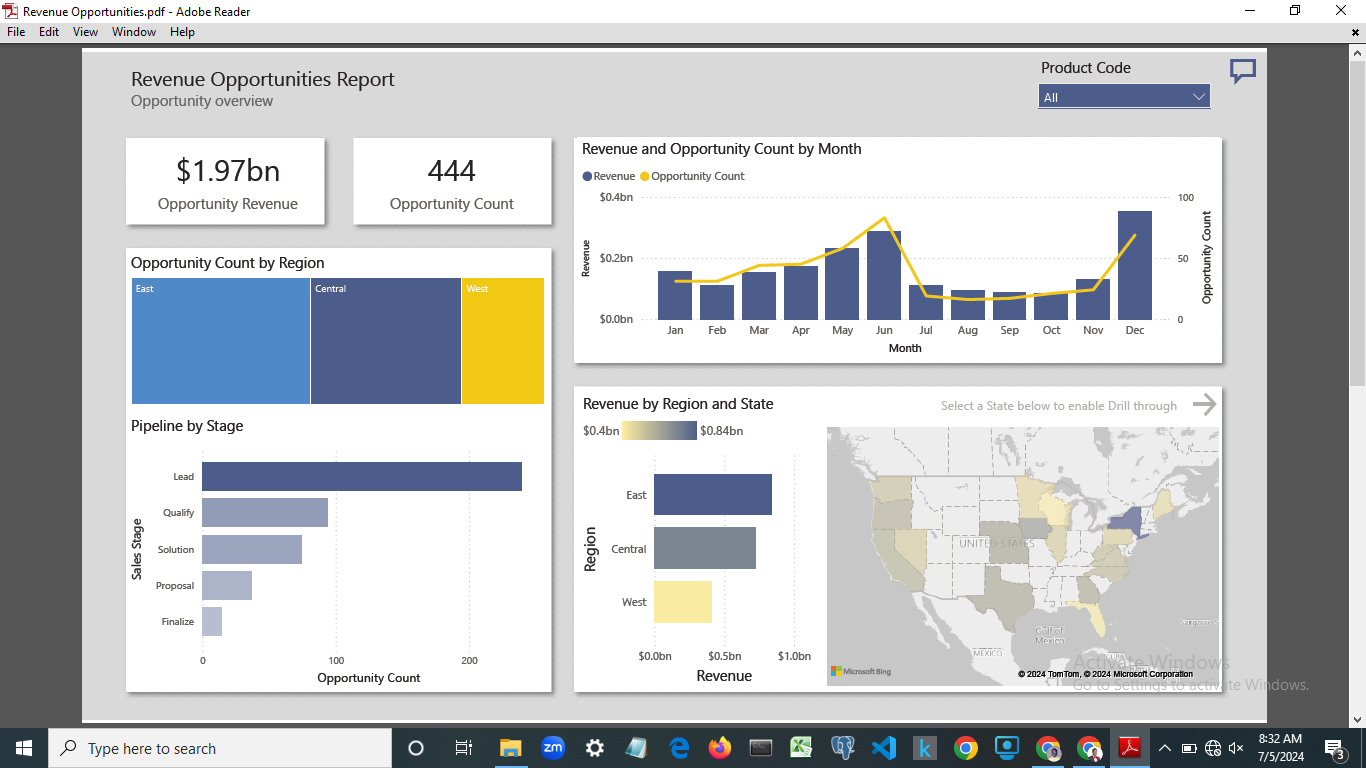 Revenue Opportunities.pdf - Adobe Reader
File Edit View Window Help
Revenue Opportunities Report
Opportunity overview
Product Code
All
$1.97bn
Opportunity Revenue
444
Opportunity Count
Revenue and Opportunity Count by Month
Revenue Opportunity Count
$0.4bn
$0.2bn
$0.0bn
Revenue
100
50
0
Opportunity Count
Jan Feb Mar Apr May Jun Jul Aug Sep Oct Nov Dec
Month
Opportunity Count by Region
East Central West
Pipeline by Stage
Sales Stage
Lead
Qualify
Solution
Proposal
Finalize
0 100 200
Opportunity Count
Revenue by Region and State
Select a State below to enable Drill through
$0.4bn $0.84bn
Region
East
Central
West
$0.0bn $0.5bn $1.0bn
Revenue
UNITED STATES
Gulf of
Mexico
MEXICO
CUBA
Microsoft Bing
© 2024 TomTom, © 2024 Microsoft Corporation
Activate Windows
Go to Settings to activate Windows.
Type here to search
zm
k
8:32 AM
7/5/2024
3